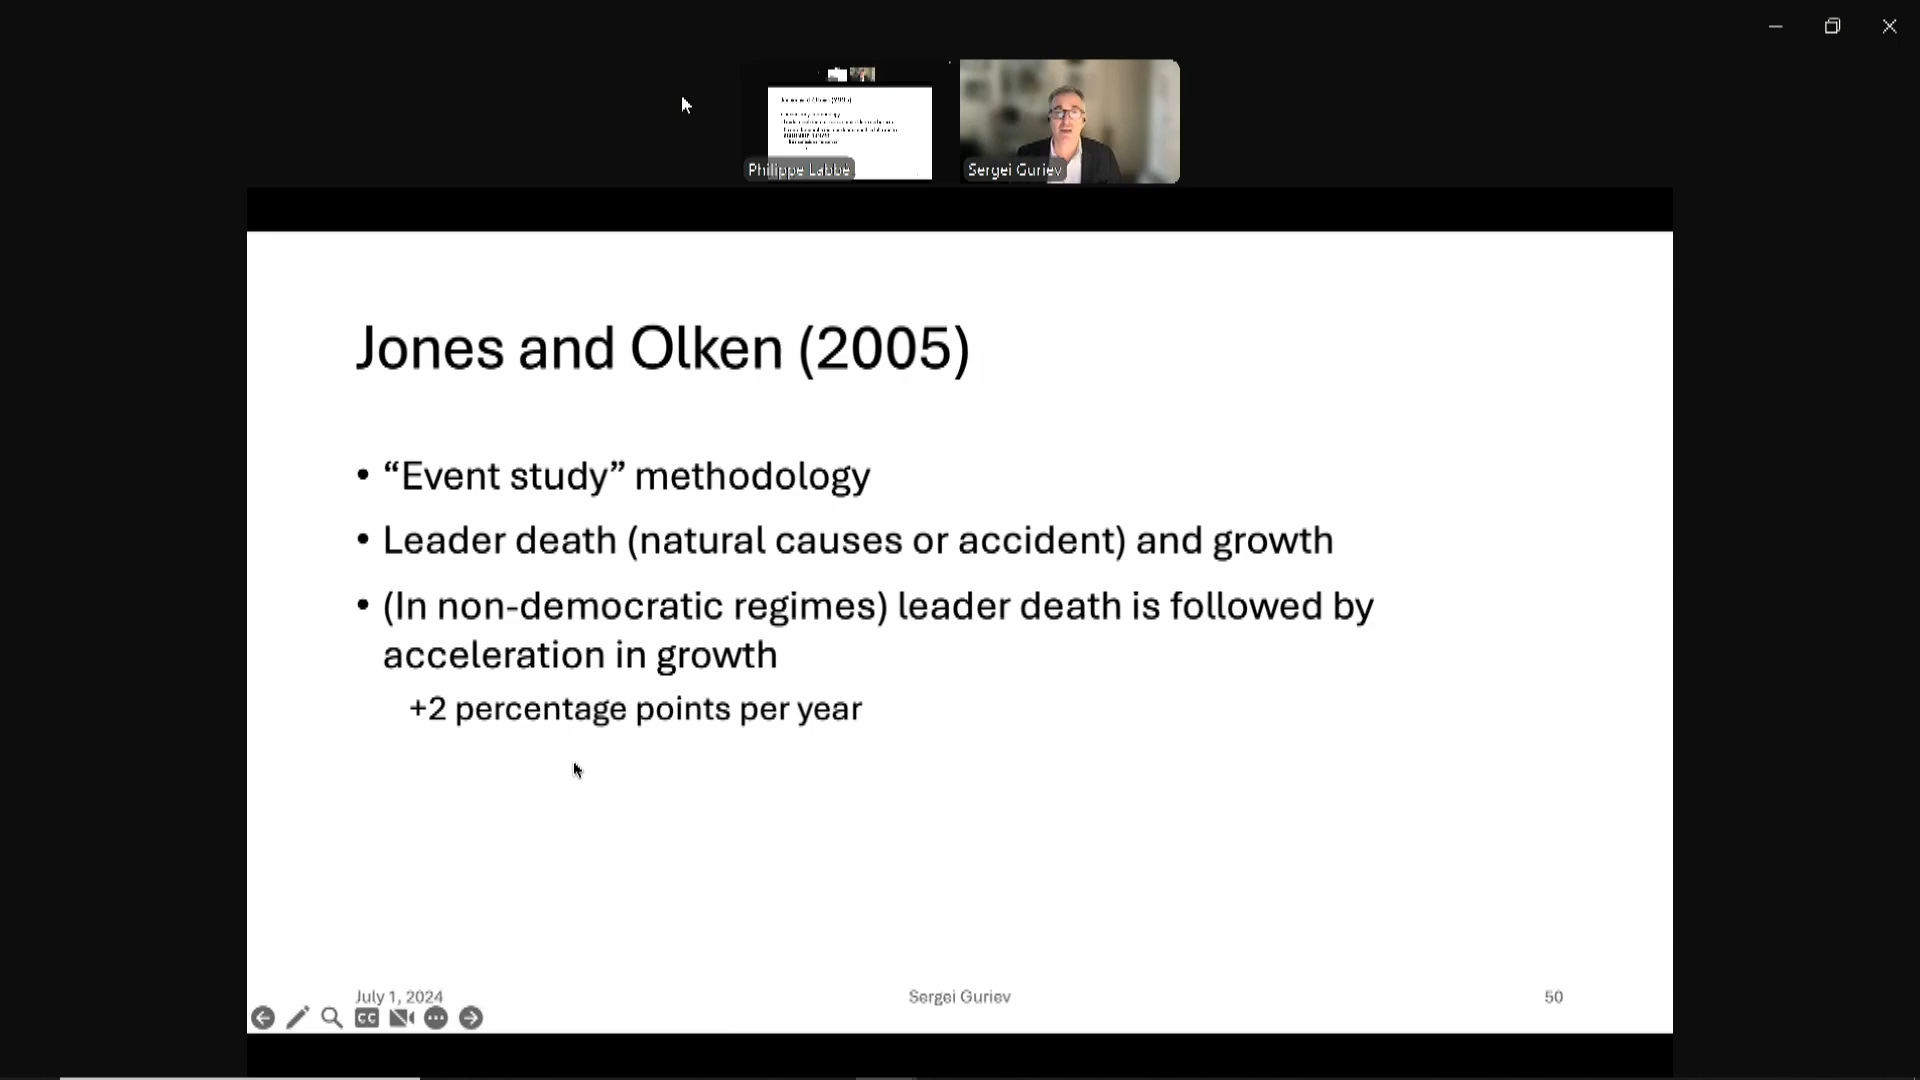 Philippe Labbé
Sergei Guriev
Jones and Olken (2005)
• “Event study” methodology
• Leader death (natural causes or accident) and growth
• (In non-democratic regimes) leader death is followed by
acceleration in growth
+2 percentage points per year
July 1, 2024
Sergei Guriev
50
CC